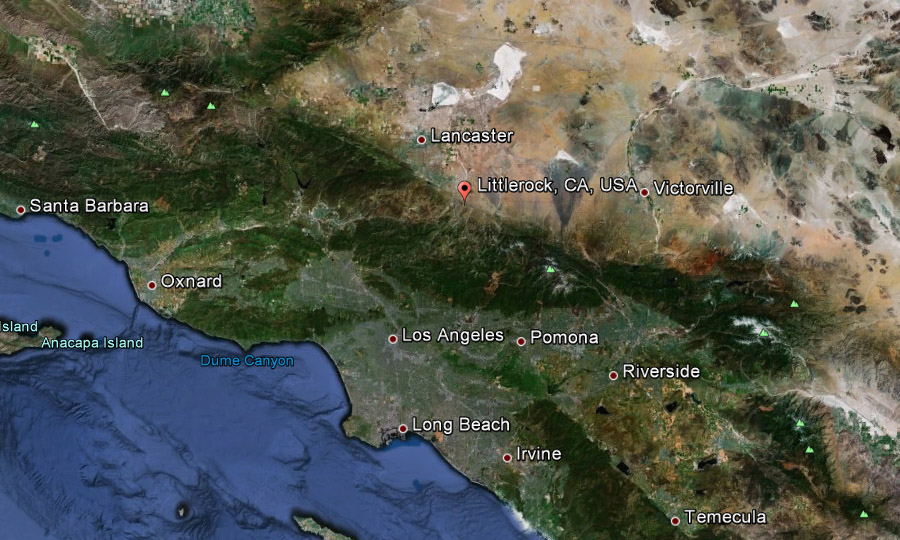 Lancaster
Littlerock, CA, USA
Victorville
Santa Barbara
Oxnard
Island
Anacapa Island
Dume Canyon
Los Angeles
Pomona
Riverside
Long Beach
Irvine
Temecula